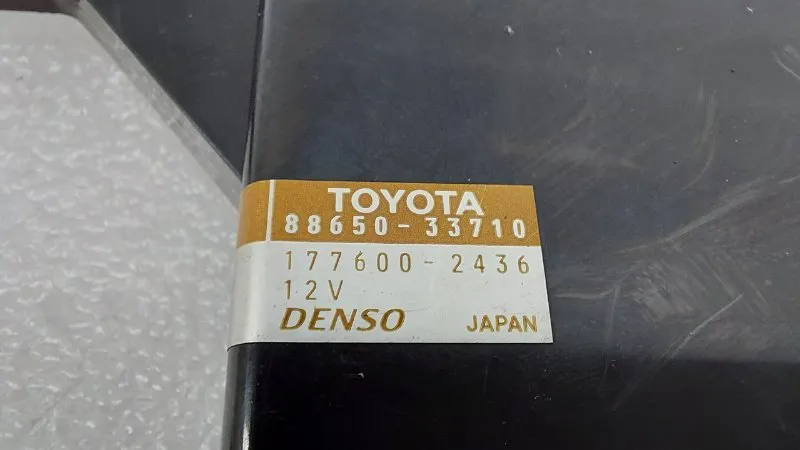 TOYOTA
88650-33710
177600-2436
12V
DENSO JAPAN